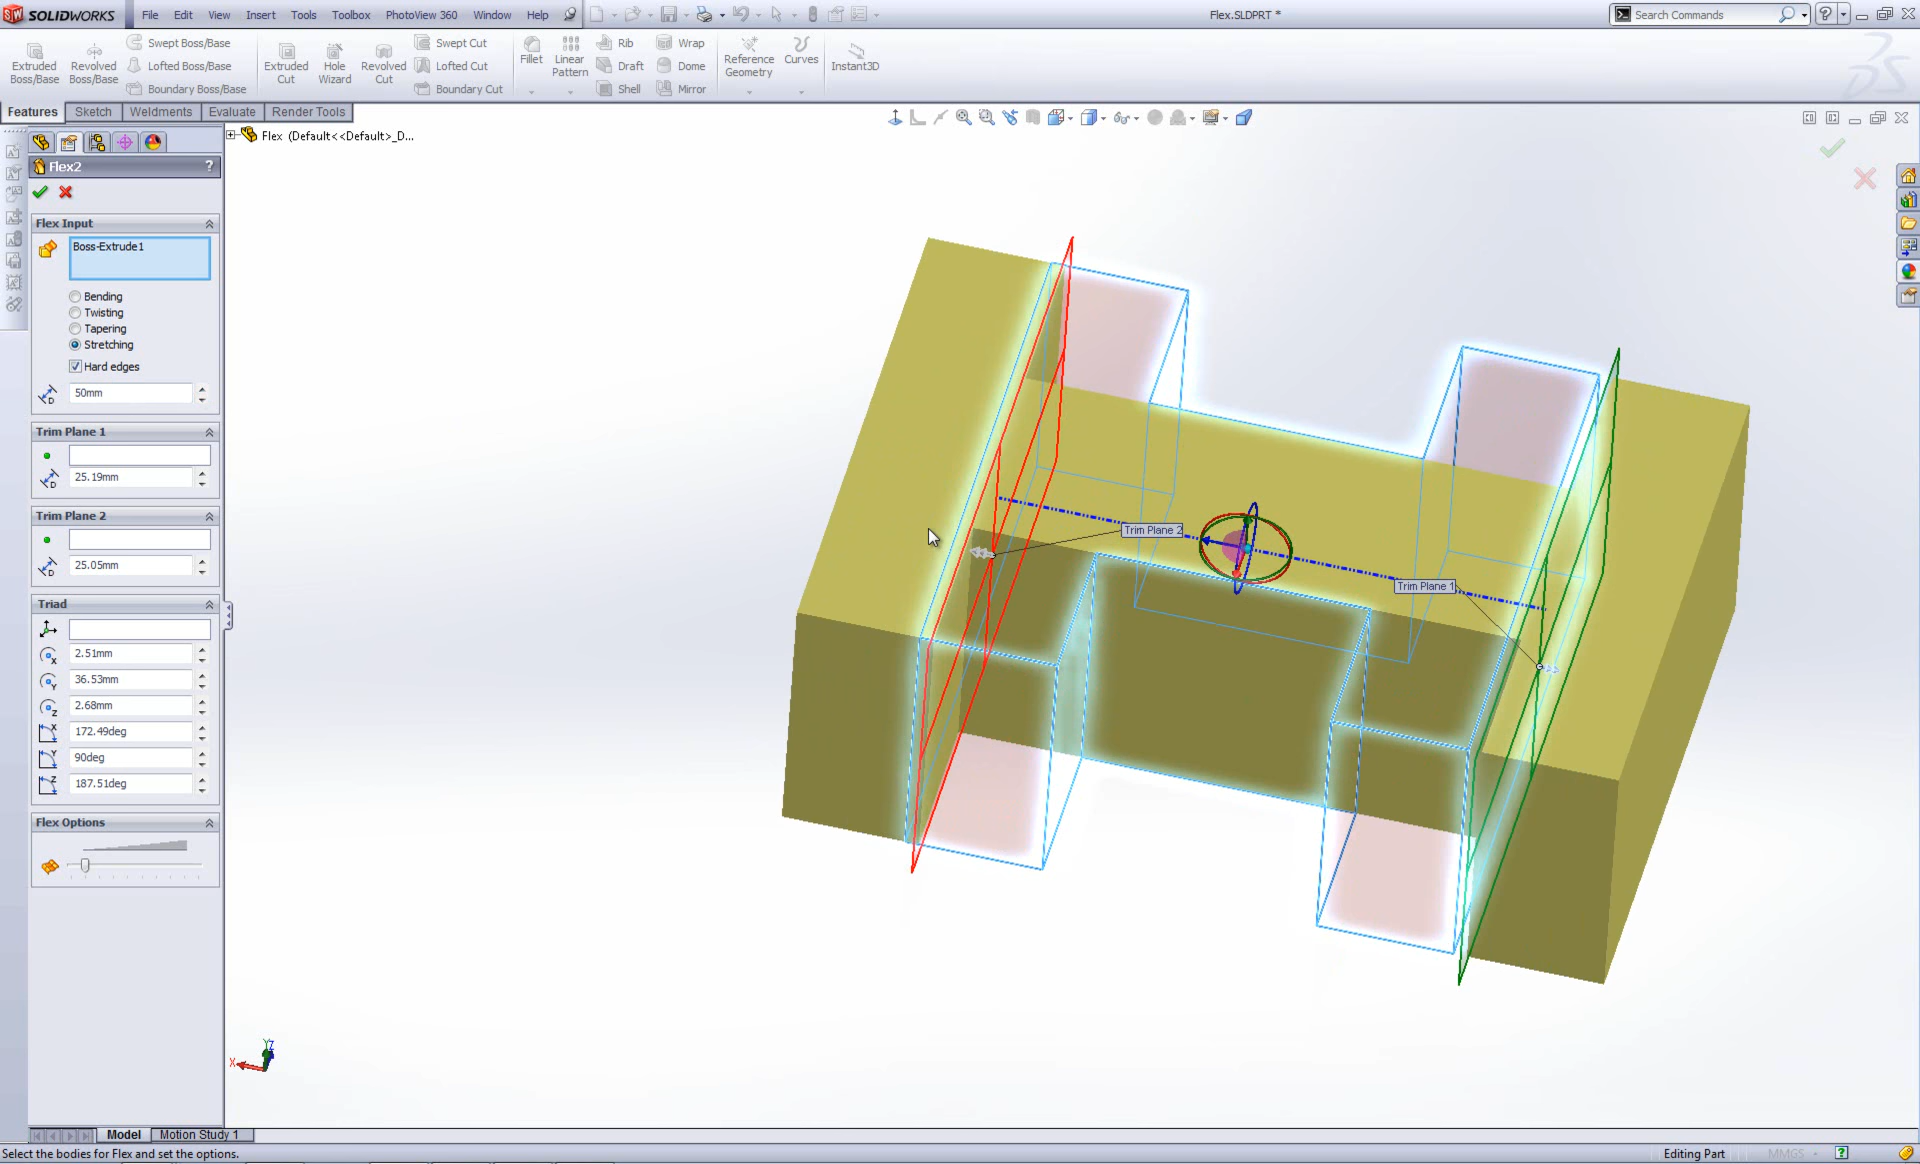 SOLIDWORKS File Edit View Insert Tools Toolbox PhotoView 360 Window Help
Flex.SLDPRT *
Search Commands
Extruded Boss/Base
Revolved Boss/Base
Swept Boss/Base
Lofted Boss/Base
Boundary Boss/Base
Extruded Cut
Hole Wizard
Revolved Cut
Swept Cut
Lofted Cut
Boundary Cut
Fillet
Linear Pattern
Rib
Draft
Shell
Wrap
Dome
Mirror
Reference Geometry
Curves
Instant3D
Features Sketch Weldments Evaluate Render Tools
Flex (Default<<Default>_D...
Flex2 ?
Flex Input
Boss-Extrude1
Bending
Twisting
Tapering
Stretching
Hard edges
50mm
Trim Plane 1
25.19mm
Trim Plane 2
25.05mm
Triad
2.51mm
36.53mm
2.68mm
172.49deg
90deg
187.51deg
Flex Options
Trim Plane 2
Trim Plane 1
X
Z
Model Motion Study 1
Select the bodies for Flex and set the options.
Editing Part MMGS